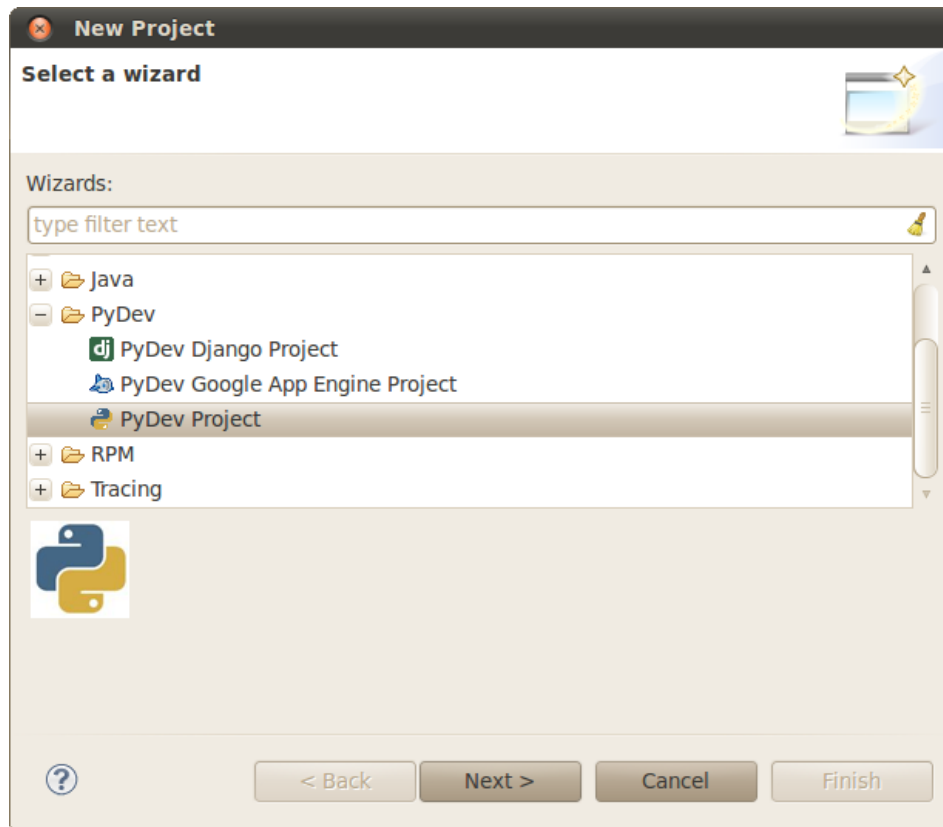 New Project
Select a wizard
Wizards:
type filter text
Java
PyDev
dj PyDev Django Project
PyDev Google App Engine Project
PyDev Project
RPM
Tracing
? < Back Next > Cancel Finish